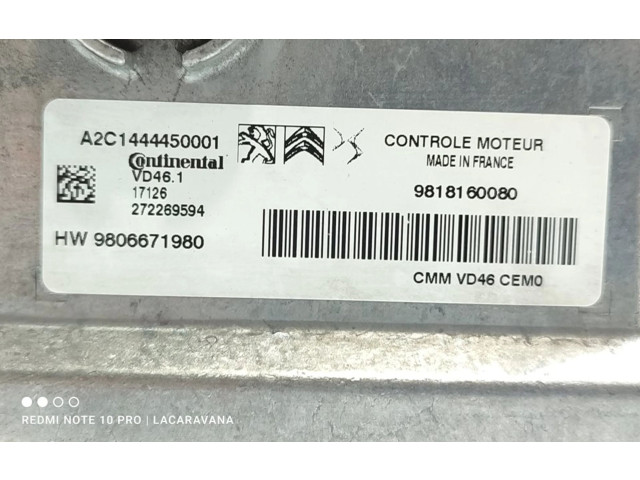 A2C1444450001
Continental
VD46.1
17126
272269594
HW 9806671980
CONTROLE MOTEUR
MADE IN FRANCE
9818160080
CMM VD46 CEM0
REDMI NOTE 10 PRO | LACARAVANA